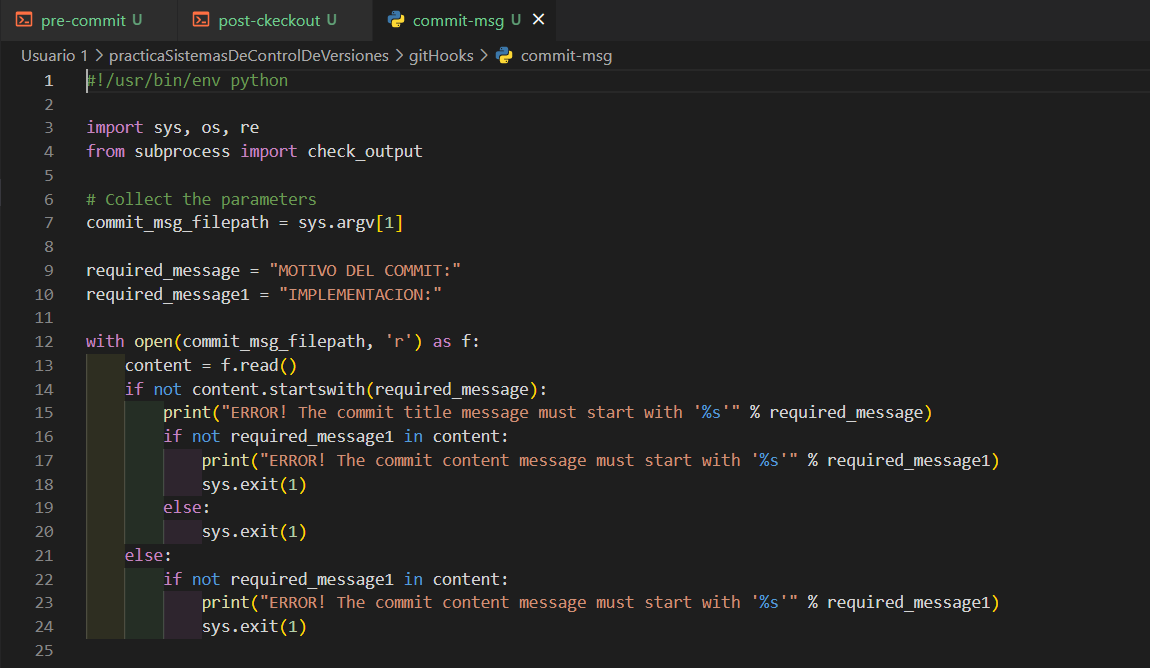 pre-commit U post-ckeckout U commit-msg U
Usuario 1 > practicaSistemasDeControlDeVersiones > gitHooks > commit-msg
1 #!/usr/bin/env python
2
3 import sys, os, re
4 from subprocess import check_output
5
6 # Collect the parameters
7 commit_msg_filepath = sys.argv[1]
8
9 required_message = "MOTIVO DEL COMMIT:"
10 required_message1 = "IMPLEMENTACION:"
11
12 with open(commit_msg_filepath, 'r') as f:
13     content = f.read()
14     if not content.startswith(required_message):
15         print("ERROR! The commit title message must start with '%s'" % required_message)
16         if not required_message1 in content:
17             print("ERROR! The commit content message must start with '%s'" % required_message1)
18             sys.exit(1)
19         else:
20             sys.exit(1)
21     else:
22         if not required_message1 in content:
23             print("ERROR! The commit content message must start with '%s'" % required_message1)
24             sys.exit(1)
25